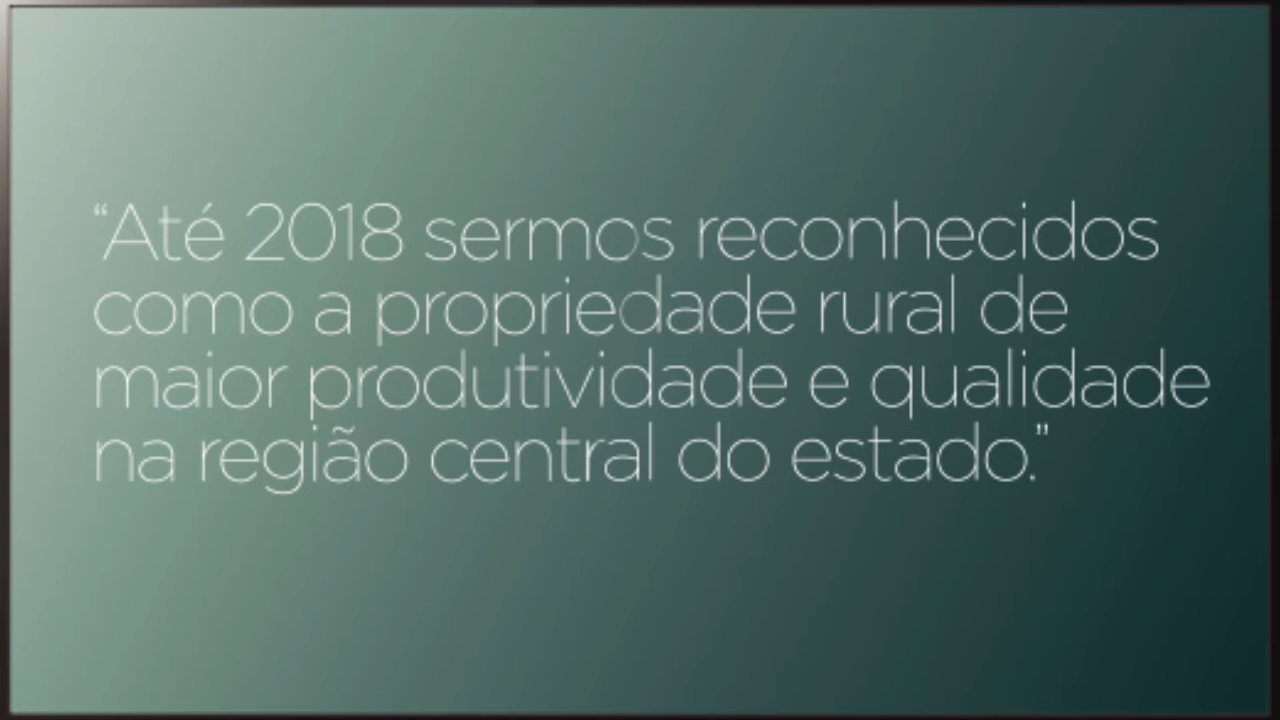 “Até 2018 sermos reconhecidos
como a propriedade rural de
maior produtividade e qualidade
na região central do estado.”